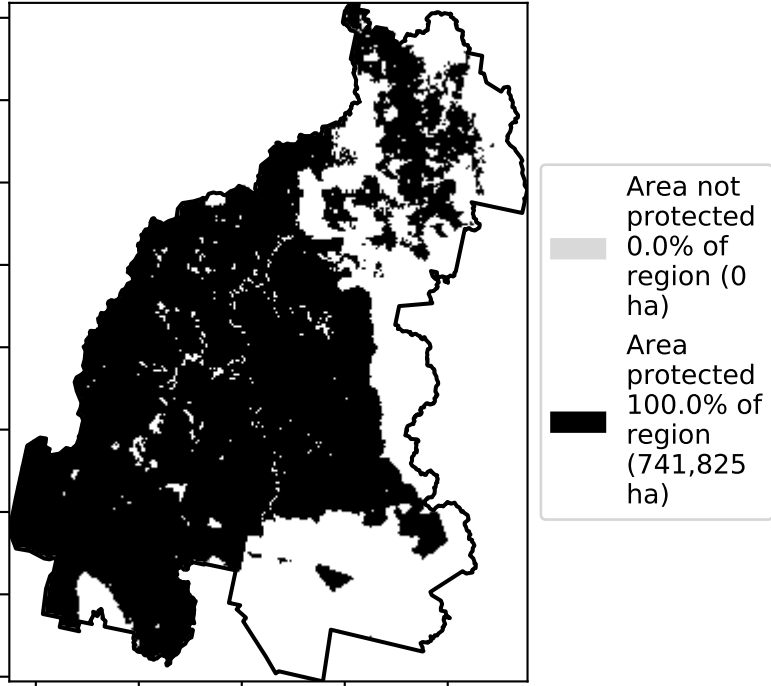 Area not
protected
0.0% of
region (0
ha)
Area
protected
100.0% of
region
(741,825
ha)